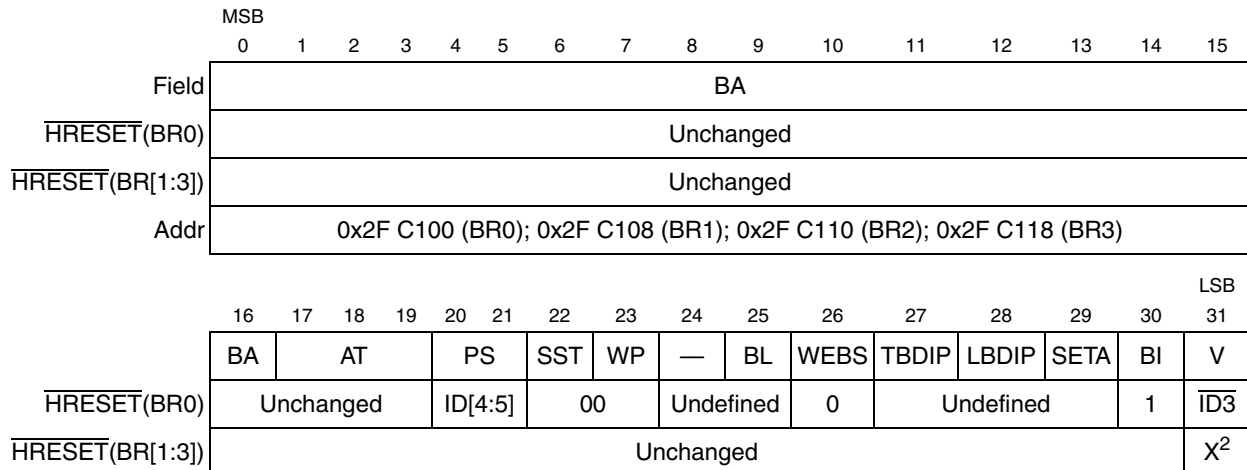 MSB
0 1 2 3 4 5 6 7 8 9 10 11 12 13 14 15
Field BA
HRESET(BR0) Unchanged
HRESET(BR[1:3]) Unchanged
Addr 0x2F C100 (BR0); 0x2F C108 (BR1); 0x2F C110 (BR2); 0x2F C118 (BR3)
LSB
16 17 18 19 20 21 22 23 24 25 26 27 28 29 30 31
BA AT PS SST WP — BL WEBS TBDIP LBDIP SETA BI V
HRESET(BR0) Unchanged ID[4:5] 00 Undefined 0 Undefined 1 ID3
HRESET(BR[1:3]) Unchanged X²